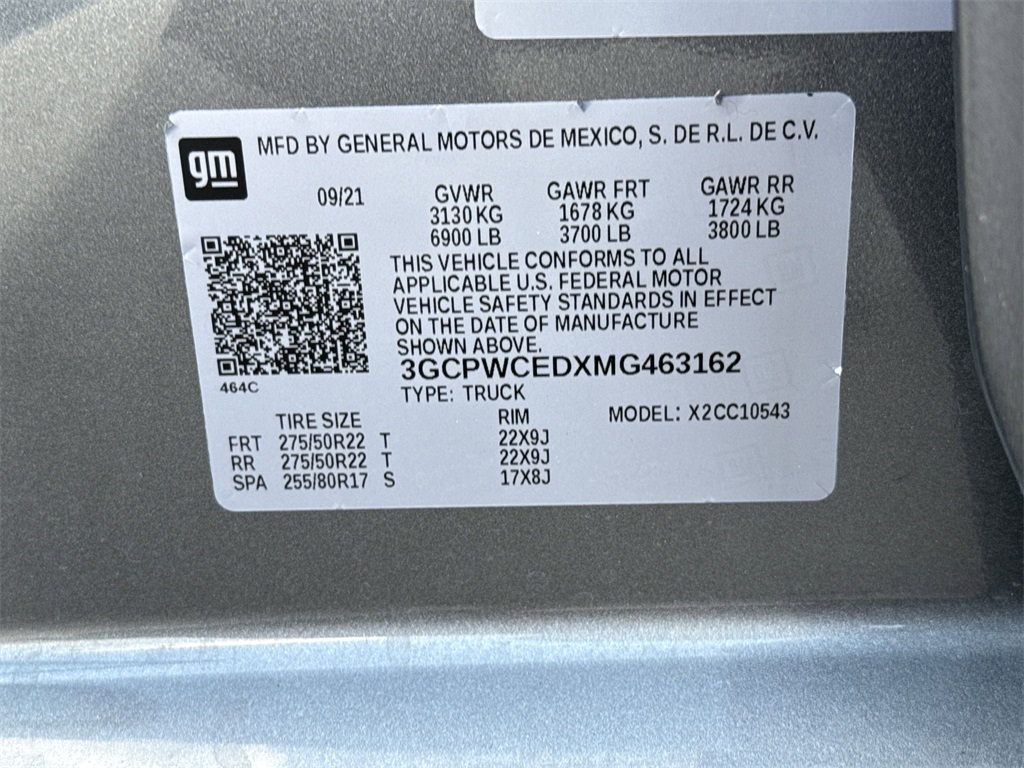 gm
MFD BY GENERAL MOTORS DE MEXICO, S. DE R.L. DE C.V.
09/21 GVWR GAWR FRT GAWR RR
3130 KG 1678 KG 1724 KG
6900 LB 3700 LB 3800 LB
THIS VEHICLE CONFORMS TO ALL
APPLICABLE U.S. FEDERAL MOTOR
VEHICLE SAFETY STANDARDS IN EFFECT
ON THE DATE OF MANUFACTURE
SHOWN ABOVE.
3GCPWCEDXMG463162
464C
TYPE: TRUCK
TIRE SIZE RIM MODEL: X2CC10543
FRT 275/50R22 T 22X9J
RR 275/50R22 T 22X9J
SPA 255/80R17 S 17X8J